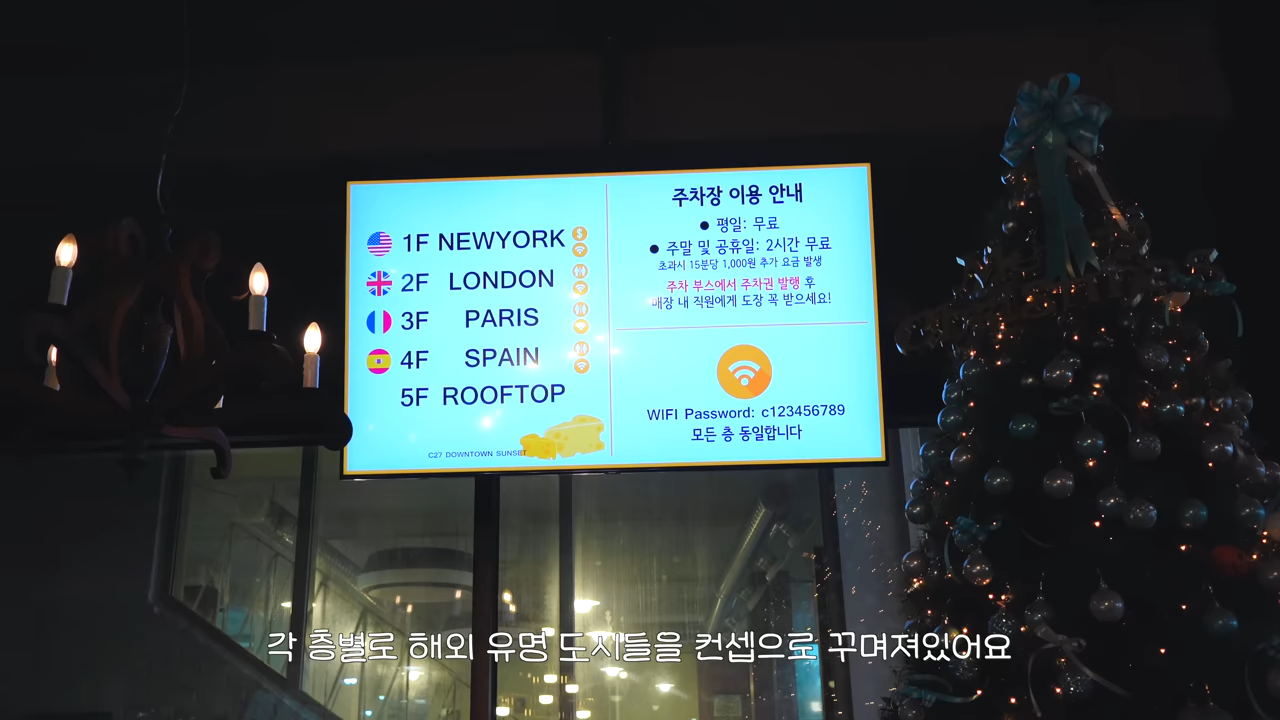 1F NEWYORK
2F LONDON
3F PARIS
4F SPAIN
5F ROOFTOP
C27 DOWNTOWN SUNSET
주차장 이용 안내
● 평일: 무료
● 주말 및 공휴일: 2시간 무료
초과시 15분당 1,000원 추가 요금 발생
주차 부스에서 주차권 발행 후
매장 내 직원에게 도장 꼭 받으세요!
WIFI Password: c123456789
모든 층 동일합니다
각 층별로 해외 유명 도시들을 컨셉으로 꾸며져있어요